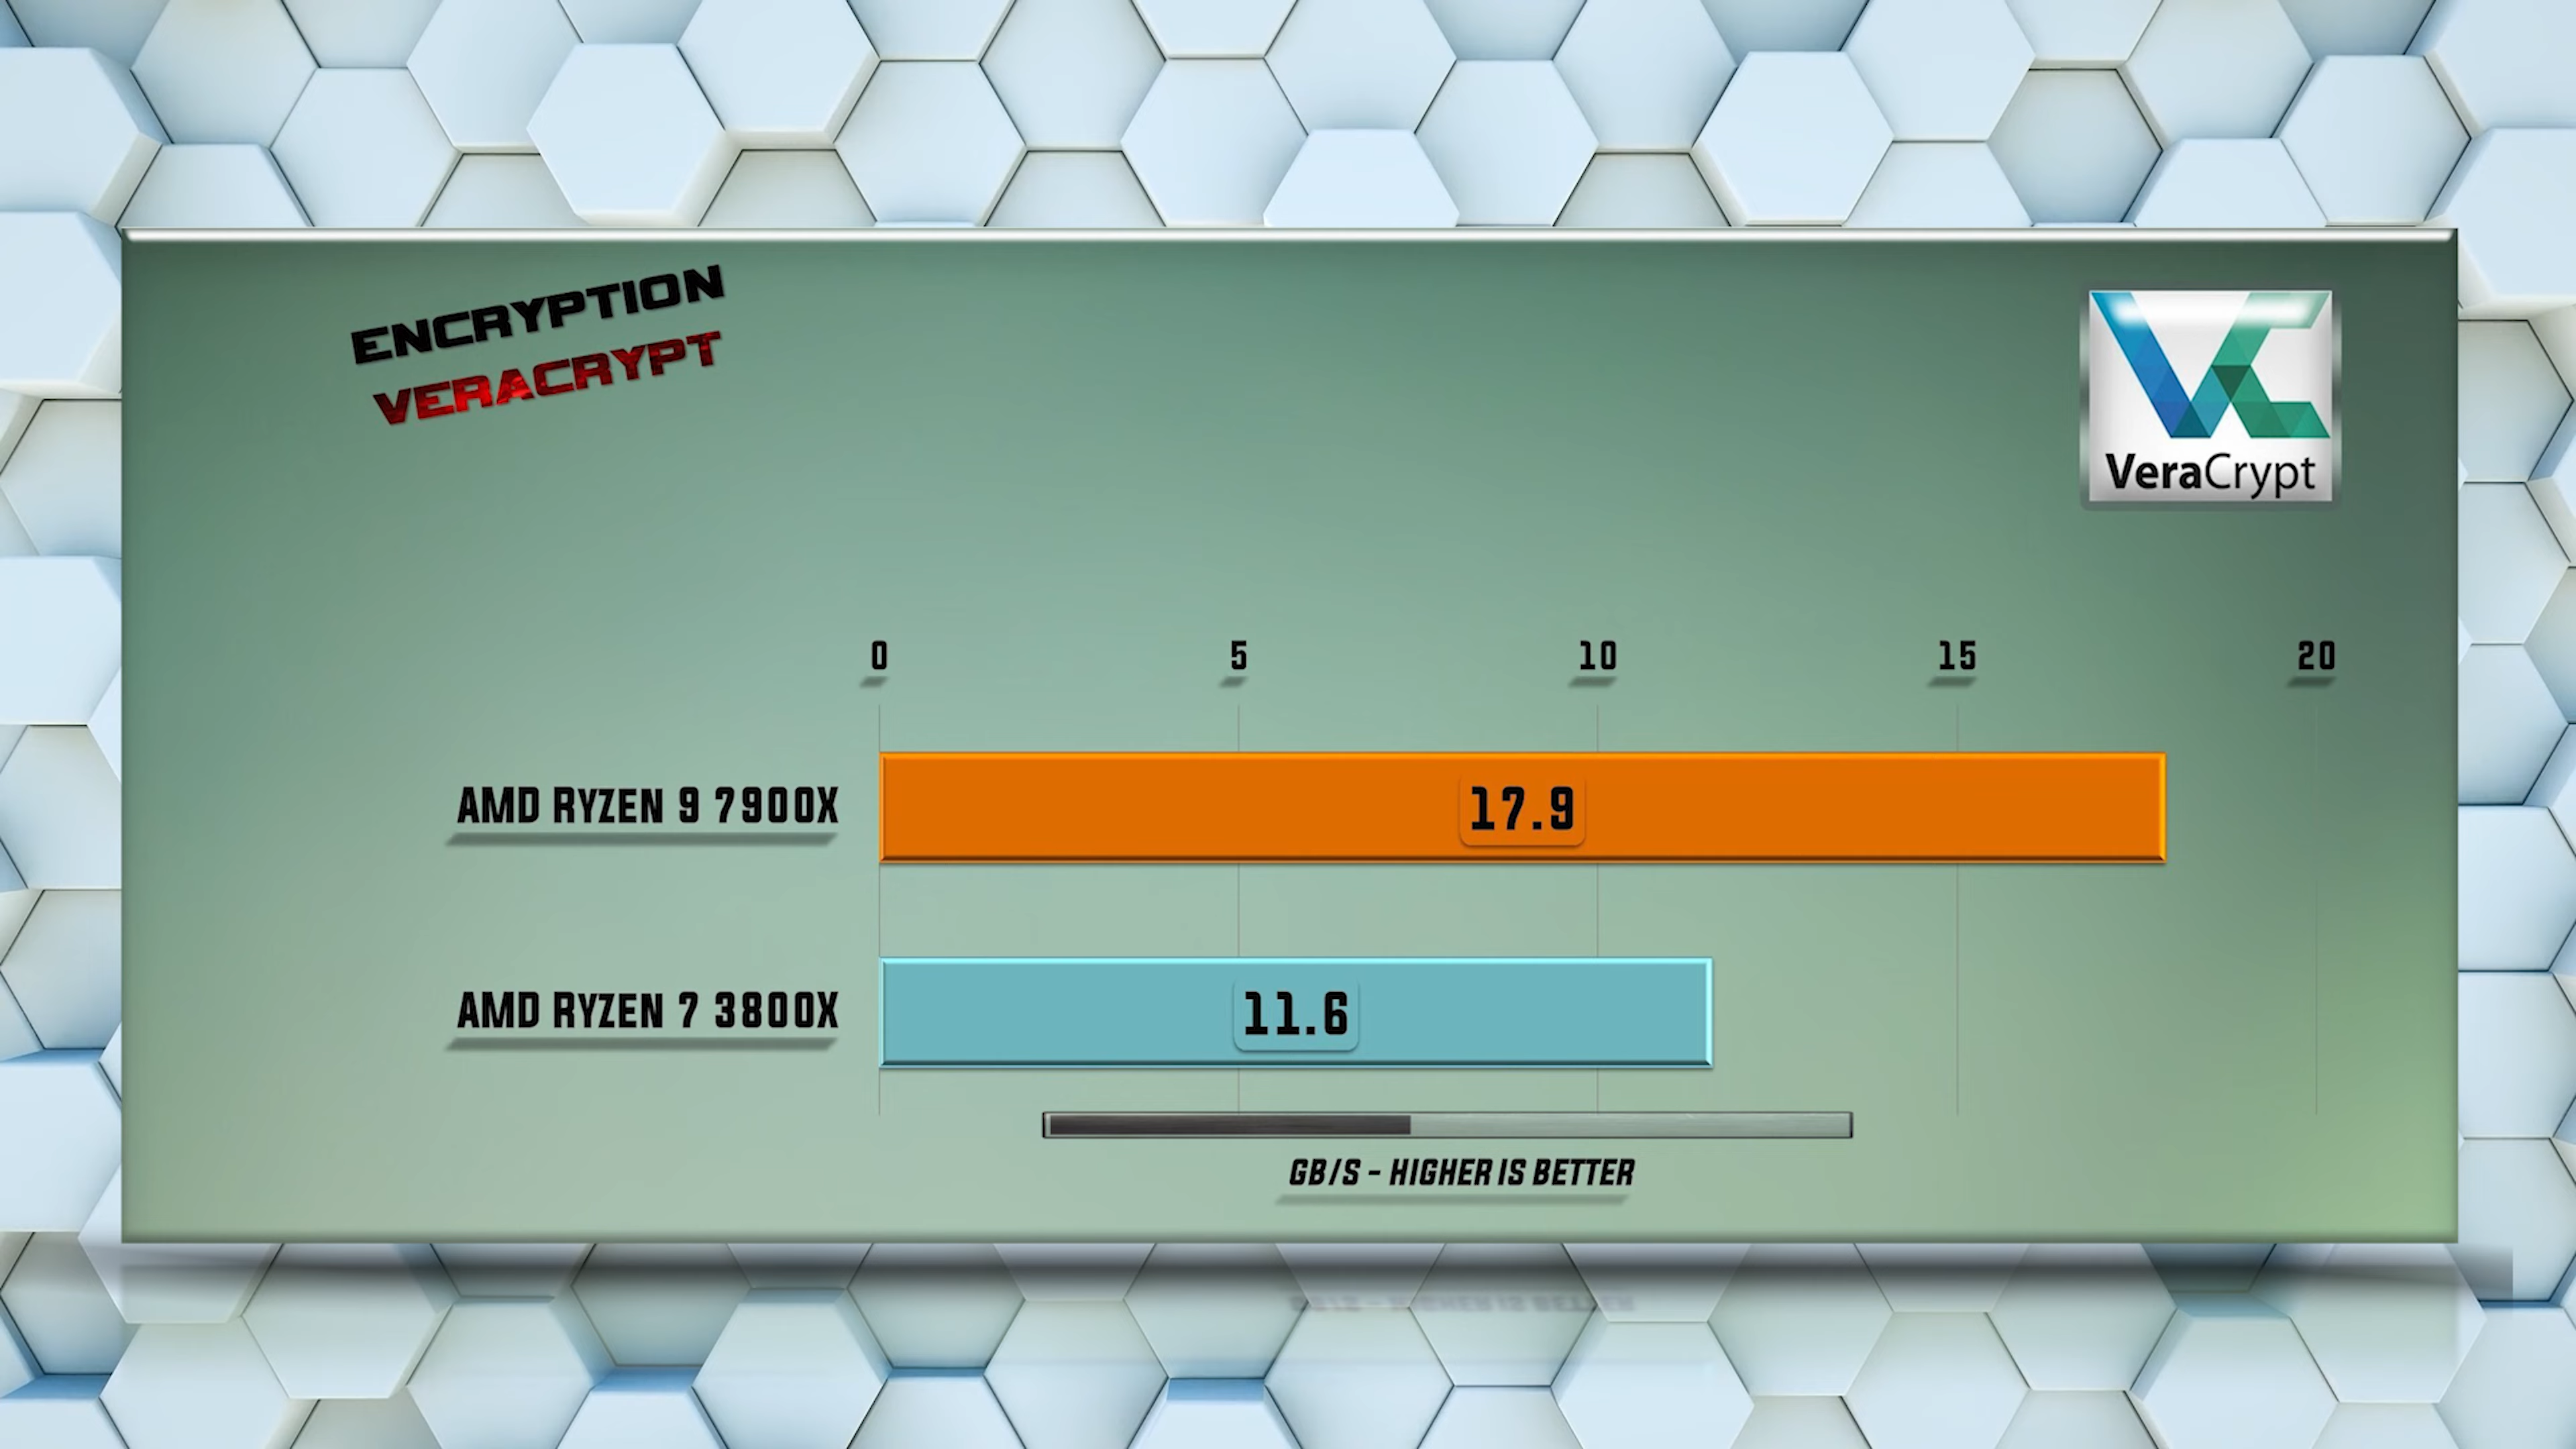 ENCRYPTION
VERACRYPT
VeraCrypt
0 5 10 15 20
AMD RYZEN 9 7900X 17.9
AMD RYZEN 7 3800X 11.6
GB/S - HIGHER IS BETTER